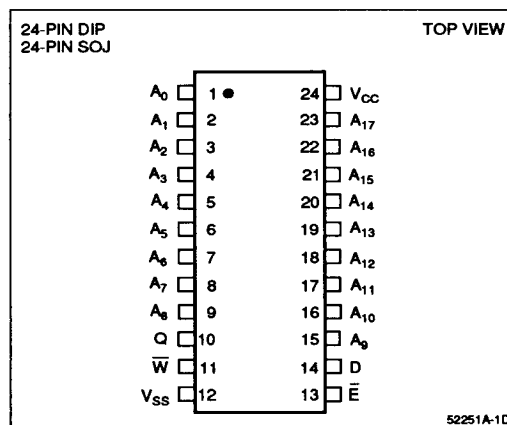 24-PIN DIP
24-PIN SOJ
TOP VIEW
A0 1 24 VCC
A1 2 23 A17
A2 3 22 A16
A3 4 21 A15
A4 5 20 A14
A5 6 19 A13
A6 7 18 A12
A7 8 17 A11
A8 9 16 A10
Q 10 15 A9
W̅ 11 14 D
VSS 12 13 E̅
52251A-1D